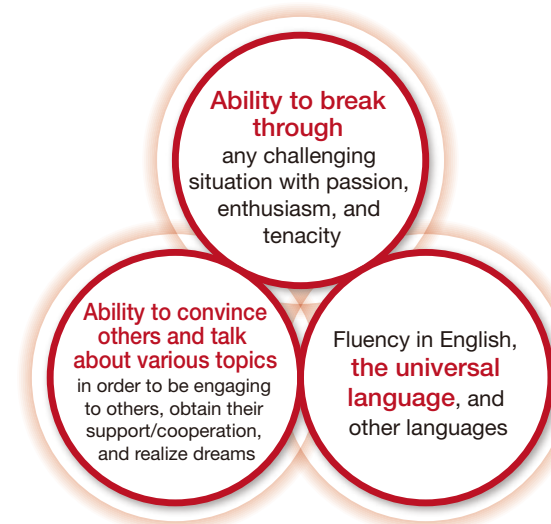 Ability to break
through
any challenging
situation with passion,
enthusiasm, and
tenacity
Ability to convince
others and talk
about various topics
in order to be engaging
to others, obtain their
support/cooperation,
and realize dreams
Fluency in English,
the universal
language, and
other languages